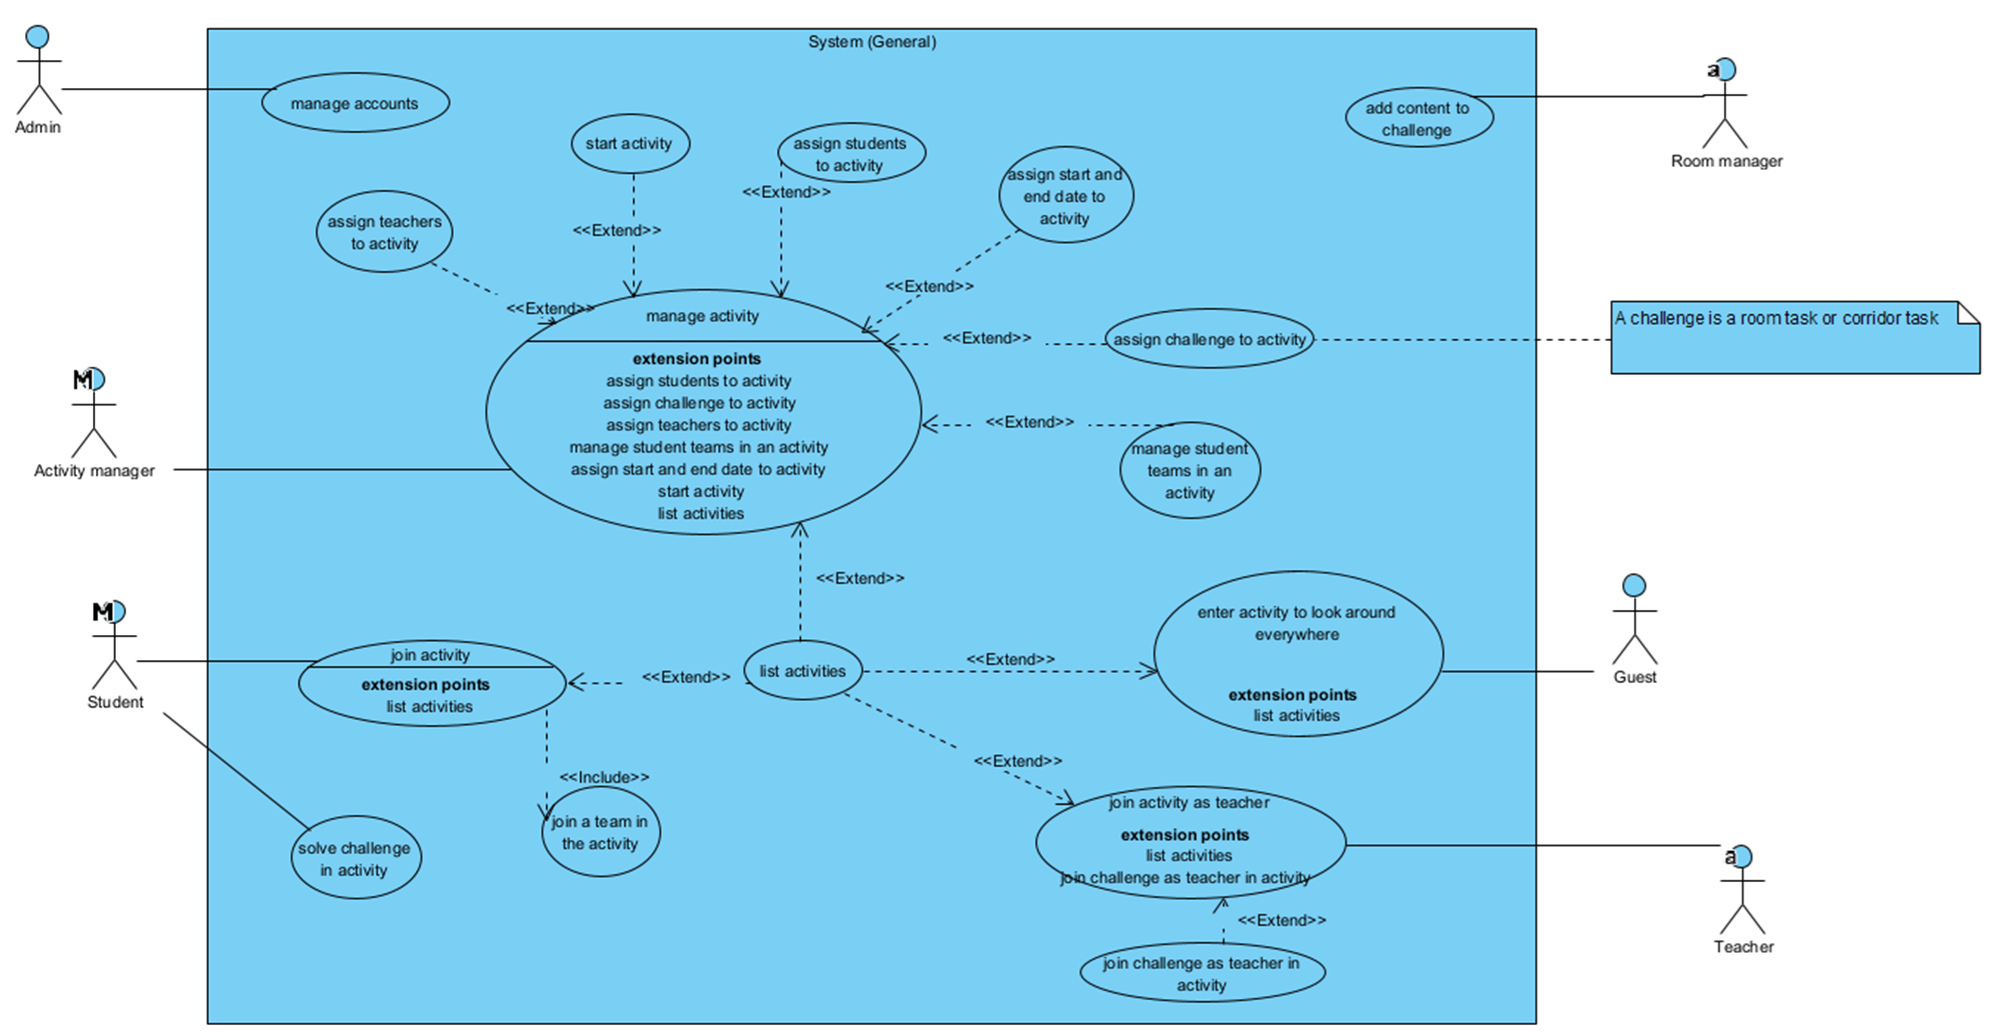 System (General)
Admin
manage accounts
add content to
challenge
a
Room manager
start activity
assign students
to activity
<<Extend>>
assign start and
end date to
activity
assign teachers
to activity
<<Extend>>
<<Extend>>
<<Extend>>
manage activity
extension points
assign students to activity
assign challenge to activity
assign teachers to activity
manage student teams in an activity
assign start and end date to activity
start activity
list activities
<<Extend>>
assign challenge to activity
A challenge is a room task or corridor task
M
Activity manager
<<Extend>>
manage student
teams in an
activity
<<Extend>>
M
Student
join activity
extension points
list activities
<<Extend>>
list activities
<<Extend>>
enter activity to look around
everywhere
extension points
list activities
Guest
<<Include>>
join a team in
the activity
solve challenge
in activity
<<Extend>>
join activity as teacher
extension points
list activities
join challenge as teacher in activity
a
Teacher
<<Extend>>
join challenge as teacher in
activity